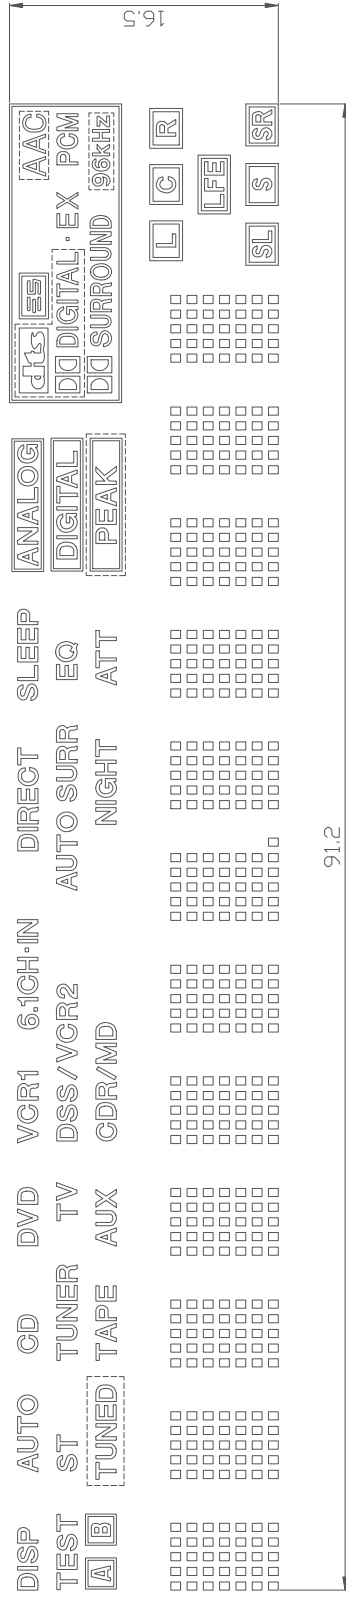 DISP AUTO CD DVD VCR1 6.1CH·IN DIRECT SLEEP ANALOG dts ES AAC
TEST ST TUNER TV DSS/VCR2 AUTO SURR EQ DIGITAL DIGITAL·EX PCM
A B TUNED TAPE AUX CDR/MD NIGHT ATT PEAK SURROUND 96kHz
L C R
LFE
SL S SR
16.5
91.2